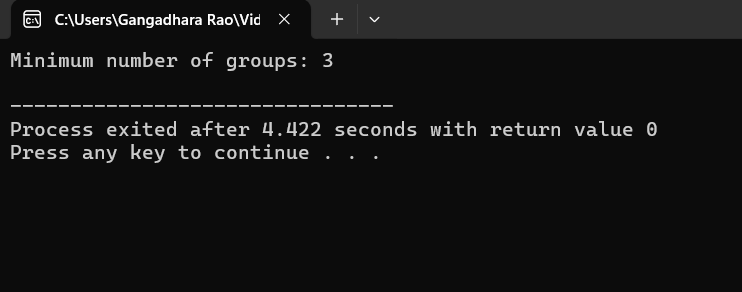 C:\Users\Gangadhara Rao\Vid
Minimum number of groups: 3
--------------------------------
Process exited after 4.422 seconds with return value 0
Press any key to continue . . .